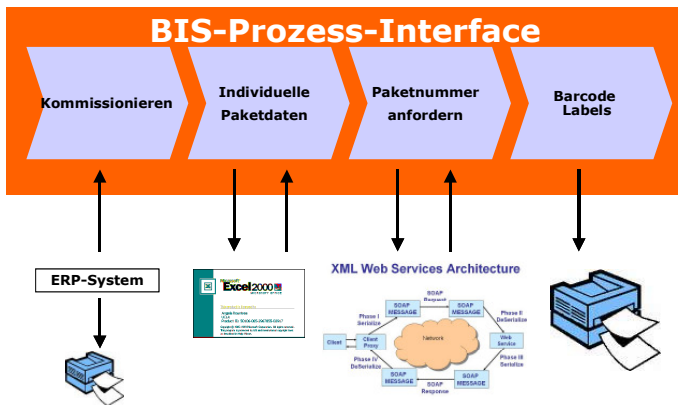 BIS-Prozess-Interface
Kommissionieren
Individuelle
Paketdaten
Paketnummer
anfordern
Barcode
Labels
ERP-System
Microsoft
Excel2000
XML Web Services Architecture
SOAP
Request
SOAP
MESSAGE
SOAP
MESSAGE
Phase I
Serialize
Phase II
DeSerialize
Client
Client
Proxy
Network
Web
Service
Phase IV
DeSerialize
Phase III
Serialize
SOAP
MESSAGE
SOAP
Response
SOAP
MESSAGE